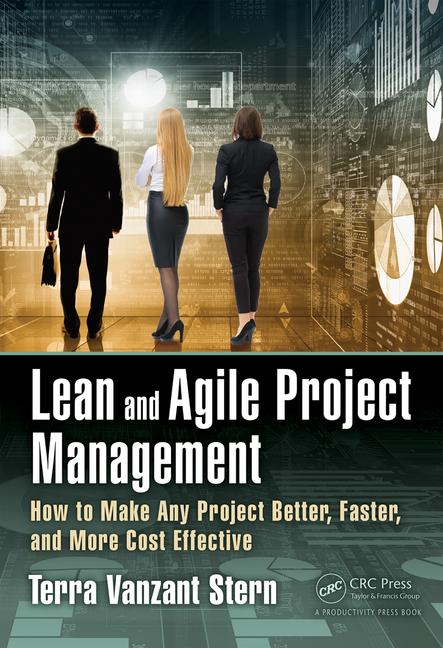 Lean and Agile Project
Management
How to Make Any Project Better, Faster,
and More Cost Effective
Terra Vanzant Stern
CRC
CRC Press
Taylor & Francis Group
A PRODUCTIVITY PRESS BOOK